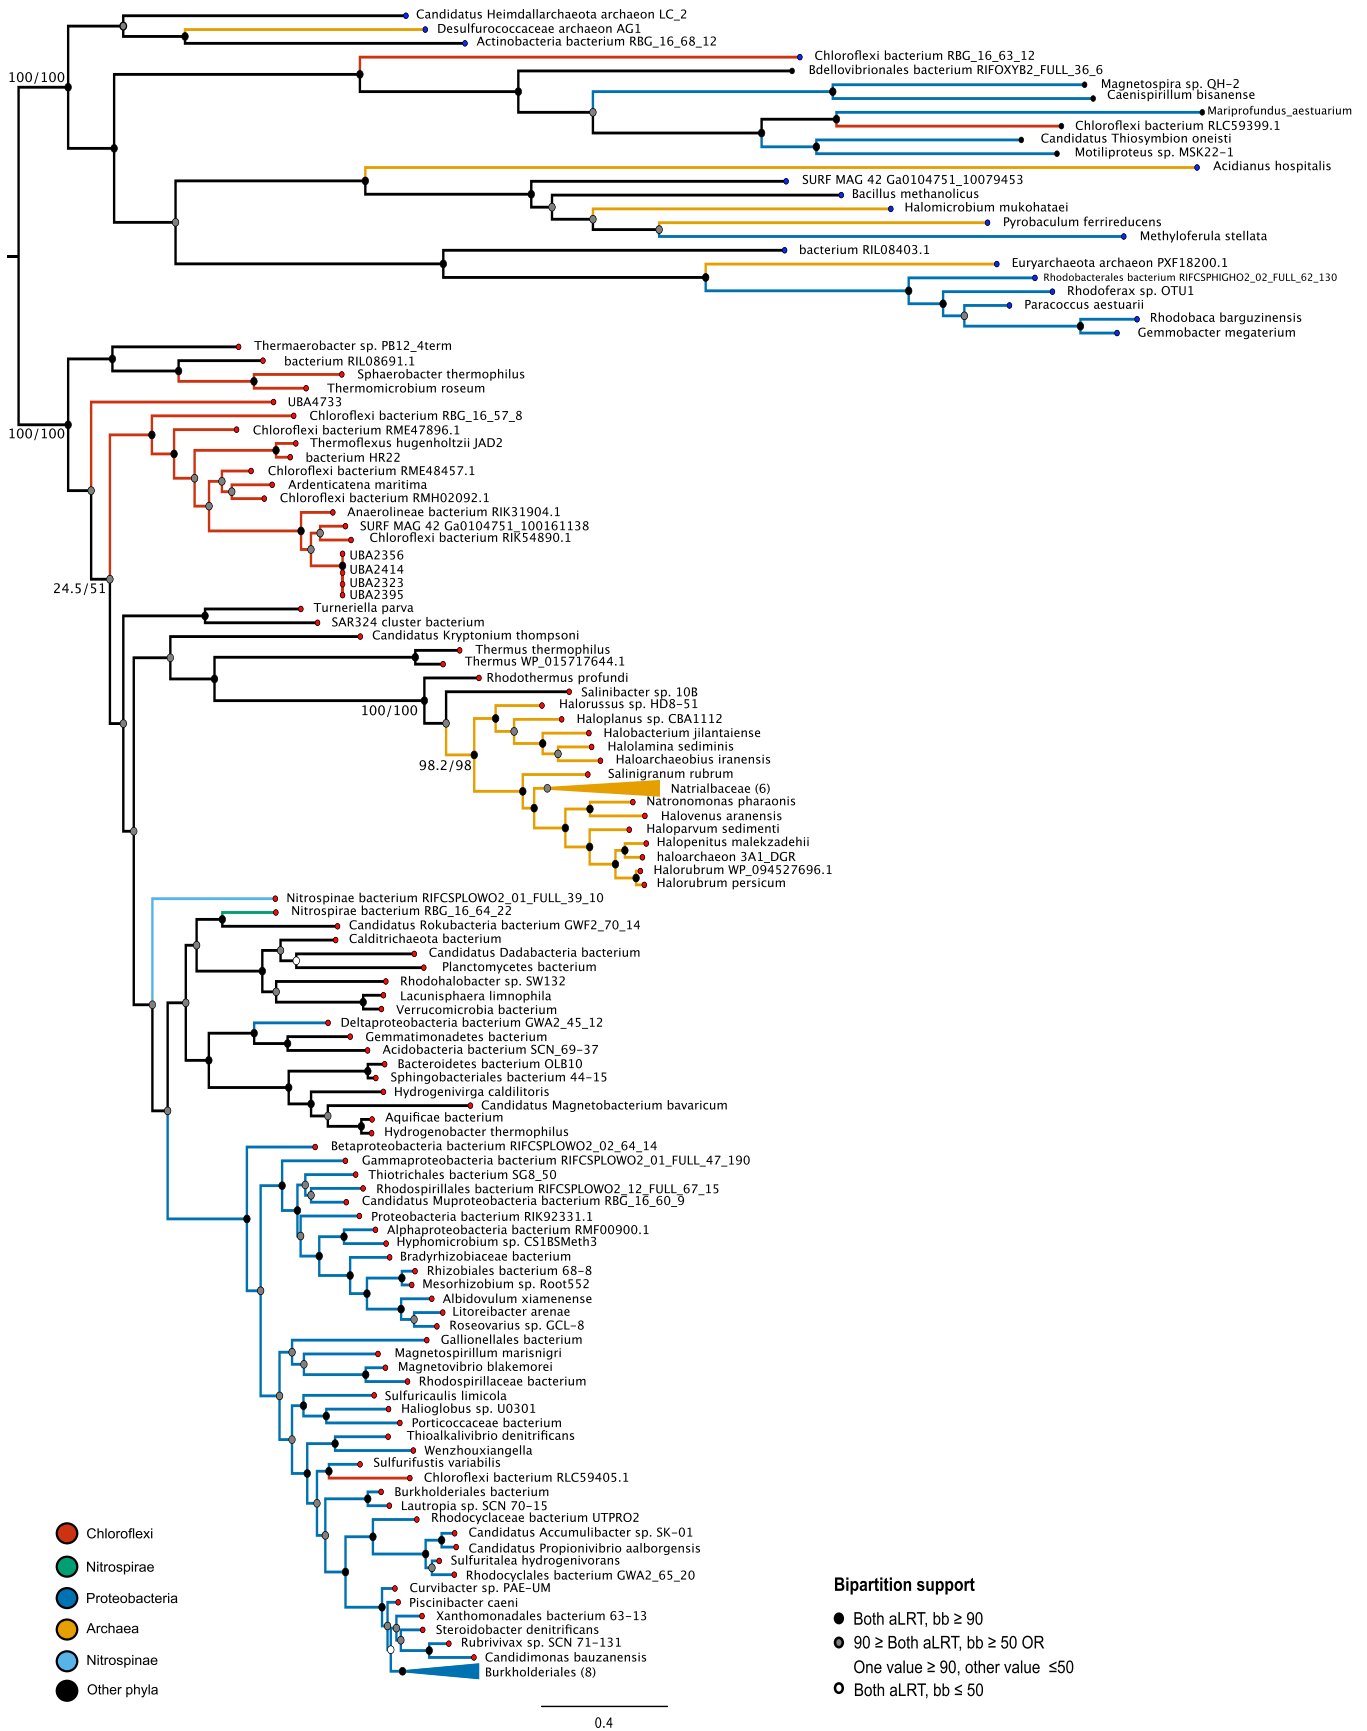 Candidatus Heimdallarchaeota archaeon LC_2
Desulfurococcaceae archaeon AG1
Actinobacteria bacterium RBG_16_68_12
Chloroflexi bacterium RBG_16_63_12
Bdellovibrionales bacterium RIFOXYB2_FULL_36_6
100/100
Magnetospira sp. QH-2
Caenispirillum bisanense
Mariprofundus_aestuarium
Chloroflexi bacterium RLC59399.1
Candidatus Thiosymbion oneisti
Motiliproteus sp. MSK22-1
Acidianus hospitalis
SURF MAG 42 Ga0104751_10079453
Bacillus methanolicus
Halomicrobium mukohataei
Pyrobaculum ferrireducens
Methyloferula stellata
bacterium RIL08403.1
Euryarchaeota archaeon PXF18200.1
Rhodobacterales bacterium RIFCSPHIGHO2_02_FULL_62_130
Rhodoferax sp. OTU1
Paracoccus aestuarii
Rhodobaca barguzinensis
Gemmobacter megaterium
Thermaerobacter sp. PB12_4term
bacterium RIL08691.1
Sphaerobacter thermophilus
Thermomicrobium roseum
UBA4733
Chloroflexi bacterium RBG_16_57_8
Chloroflexi bacterium RME47896.1
100/100
Thermoflexus hugenholtzii JAD2
bacterium HR22
Chloroflexi bacterium RME48457.1
Ardenticatena maritima
Chloroflexi bacterium RMH02092.1
Anaerolineae bacterium RIK31904.1
SURF MAG 42 Ga0104751_100161138
Chloroflexi bacterium RIK54890.1
UBA2356
UBA2414
UBA2323
24.5/51
UBA2395
Turneriella parva
SAR324 cluster bacterium
Candidatus Kryptonium thompsoni
Thermus thermophilus
Thermus WP_015717644.1
Rhodothermus profundi
Salinibacter sp. 10B
Halorussus sp. HD8-51
100/100
Haloplanus sp. CBA1112
Halobacterium jilantaiense
Halolamina sediminis
Haloarchaeobius iranensis
98.2/98
Salinigranum rubrum
Natrialbaceae (6)
Natronomonas pharaonis
Halovenus aranensis
Haloparvum sedimenti
Halopenitus malekzadehii
haloarchaeon 3A1_DGR
Halorubrum WP_094527696.1
Halorubrum persicum
Nitrospinae bacterium RIFCSPLOWO2_01_FULL_39_10
Nitrospirae bacterium RBG_16_64_22
Candidatus Rokubacteria bacterium GWF2_70_14
Calditrichaeota bacterium
Candidatus Dadabacteria bacterium
Planctomycetes bacterium
Rhodohalobacter sp. SW132
Lacunisphaera limnophila
Verrucomicrobia bacterium
Deltaproteobacteria bacterium GWA2_45_12
Gemmatimonadetes bacterium
Acidobacteria bacterium SCN_69-37
Bacteroidetes bacterium OLB10
Sphingobacteriales bacterium 44-15
Hydrogenivirga caldilitoris
Candidatus Magnetobacterium bavaricum
Aquificae bacterium
Hydrogenobacter thermophilus
Betaproteobacteria bacterium RIFCSPLOWO2_02_64_14
Gammaproteobacteria bacterium RIFCSPLOWO2_01_FULL_47_190
Thiotrichales bacterium SG8_50
Rhodospirillales bacterium RIFCSPLOWO2_12_FULL_67_15
Candidatus Muproteobacteria bacterium RBG_16_60_9
Proteobacteria bacterium RIK92331.1
Alphaproteobacteria bacterium RMF00900.1
Hyphomicrobium sp. CS1BSMeth3
Bradyrhizobiaceae bacterium
Rhizobiales bacterium 68-8
Mesorhizobium sp. Root552
Albidovulum xiamenense
Litoreibacter arenae
Roseovarius sp. GCL-8
Gallionellales bacterium
Magnetospirillum marisnigri
Magnetovibrio blakemorei
Rhodospirillaceae bacterium
Sulfuricaulis limicola
Halioglobus sp. U0301
Porticoccaceae bacterium
Thioalkalivibrio denitrificans
Wenzhouxiangella
Sulfurifustis variabilis
Chloroflexi bacterium RLC59405.1
Burkholderiales bacterium
Lautropia sp. SCN 70-15
Rhodocyclaceae bacterium UTPRO2
Candidatus Accumulibacter sp. SK-01
Candidatus Propionivibrio aalborgensis
Sulfuritalea hydrogenivorans
Rhodocyclales bacterium GWA2_65_20
Curvibacter sp. PAE-UM
Piscinibacter caeni
Xanthomonadales bacterium 63-13
Steroidobacter denitrificans
Rubrivivax sp. SCN 71-131
Candidimonas bauzanensis
Burkholderiales (8)
Chloroflexi
Nitrospirae
Proteobacteria
Archaea
Nitrospinae
Other phyla
Bipartition support
Both aLRT, bb ≥ 90
90 ≥ Both aLRT, bb ≥ 50 OR
One value ≥ 90, other value ≤50
Both aLRT, bb ≤ 50
0.4